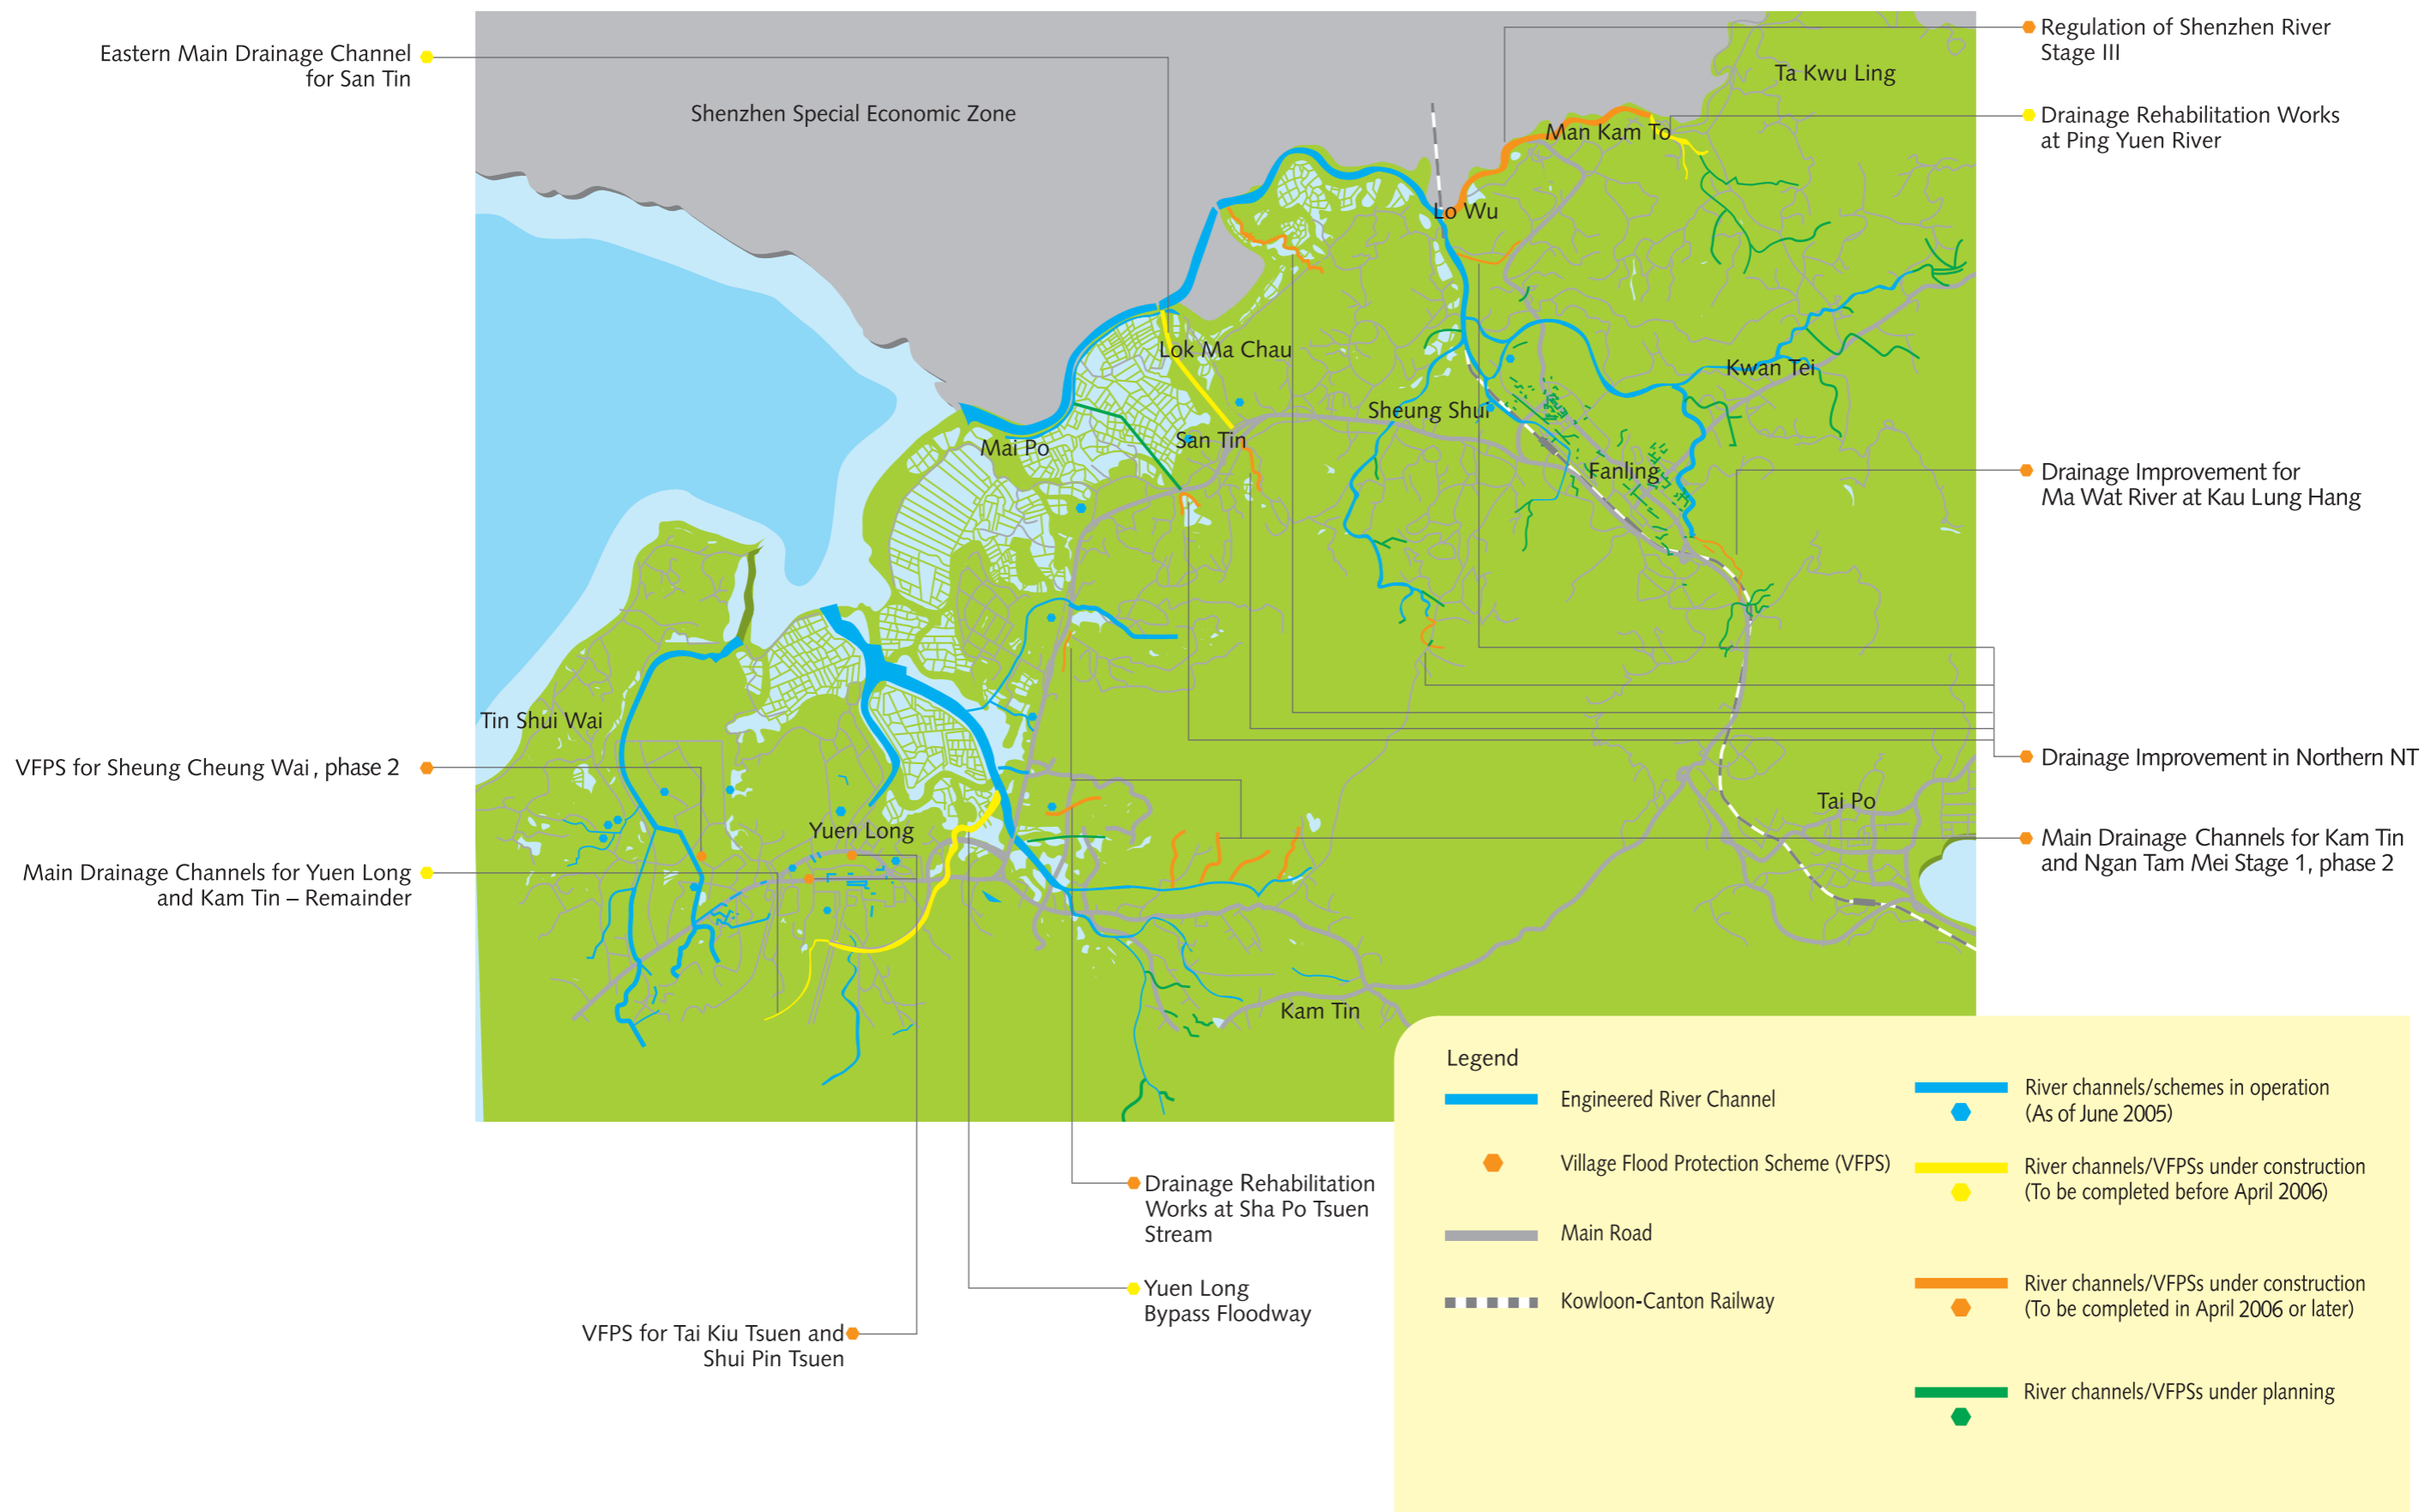 Eastern Main Drainage Channel
for San Tin
Regulation of Shenzhen River
Stage III
Ta Kwu Ling
Shenzhen Special Economic Zone
Man Kam To
Drainage Rehabilitation Works
at Ping Yuen River
Lo Wu
Lok Ma Chau
Kwan Tei
Sheung Shui
San Tin
Mai Po
Fanling
Drainage Improvement for
Ma Wat River at Kau Lung Hang
Tin Shui Wai
VFPS for Sheung Cheung Wai, phase 2
Drainage Improvement in Northern NT
Tai Po
Yuen Long
Main Drainage Channels for Kam Tin
and Ngan Tam Mei Stage 1, phase 2
Main Drainage Channels for Yuen Long
and Kam Tin – Remainder
Kam Tin
Drainage Rehabilitation
Works at Sha Po Tsuen
Stream
Yuen Long
Bypass Floodway
VFPS for Tai Kiu Tsuen and
Shui Pin Tsuen
Legend
Engineered River Channel
Village Flood Protection Scheme (VFPS)
Main Road
Kowloon-Canton Railway
River channels/schemes in operation
(As of June 2005)
River channels/VFPSs under construction
(To be completed before April 2006)
River channels/VFPSs under construction
(To be completed in April 2006 or later)
River channels/VFPSs under planning